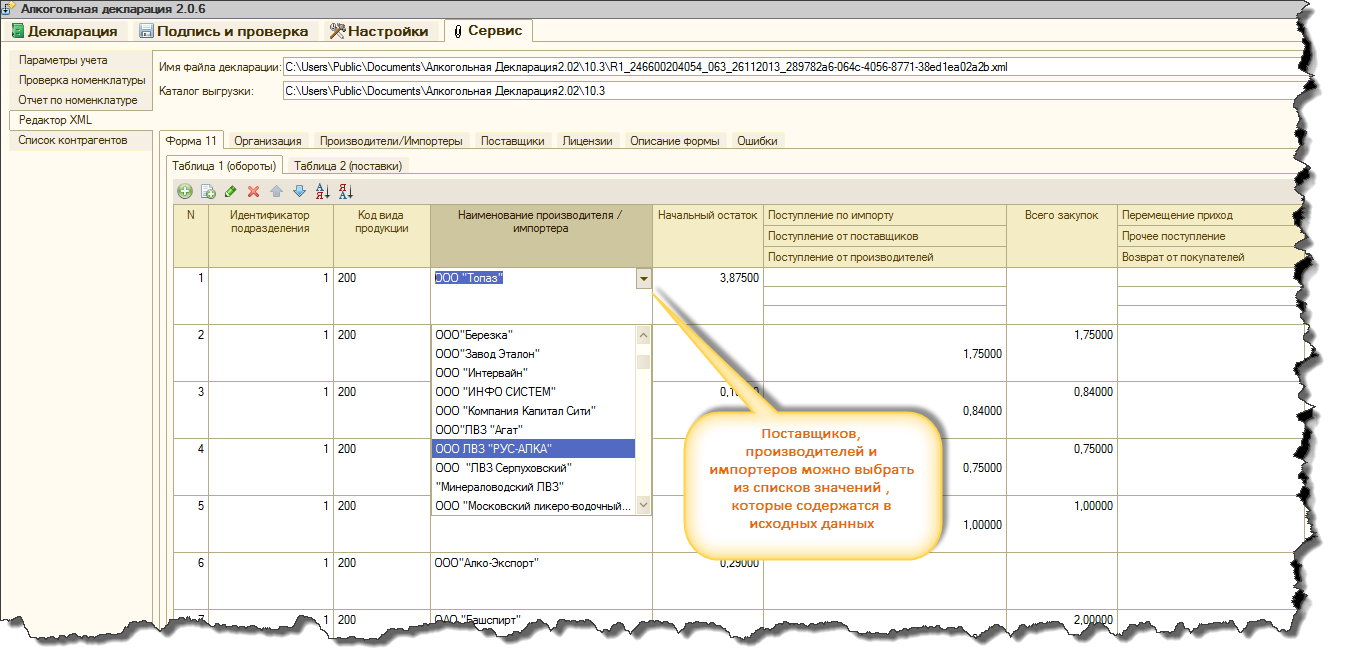 Алкогольная декларация 2.0.6
Декларация Подпись и проверка Настройки Сервис
Параметры учета
Проверка номенклатуры
Отчет по номенклатуре
Редактор XML
Список контрагентов
Имя файла декларации: C:\Users\Public\Documents\Алкогольная Декларация2.02\10.3\R1_246600204054_063_26112013_289782a6-064c-4056-8771-38ed1ea02a2b.xml
Каталог выгрузки: C:\Users\Public\Documents\Алкогольная Декларация2.02\10.3
Форма 11 Организация Производители/Импортеры Поставщики Лицензии Описание формы Ошибки
Таблица 1 (обороты) Таблица 2 (поставки)
N Идентификатор подразделения Код вида продукции Наименование производителя / импортера Начальный остаток Поступление по импорту Всего закупок Перемещение приход
Поступление от поставщиков Прочее поступление
Поступление от производителей Возврат от покупателей
1 1 200 ООО "Топаз" 3,87500
2 1 200 ООО"Березка" 1,75000
ООО"Завод Эталон" 1,75000
ООО "Интервайн"
3 1 200 ООО "ИНФО СИСТЕМ" 0,84000
ООО "Компания Капитал Сити" 0,84000
ООО"ЛВЗ "Агат"
4 1 200 ООО ЛВЗ "РУС-АЛКА" 0,75000
ООО "ЛВЗ Серпуховский" 0,75000
"Минераловодский ЛВЗ"
5 1 200 ООО "Московский ликеро-водочный... 1,00000
1,00000
6 1 200 ООО"Алко-Экспорт" 0,29000
7 1 200 ОАО "Башспирт" 2,00000
Поставщиков,
производителей и
импортеров можно выбрать
из списков значений ,
которые содержатся в
исходных данных